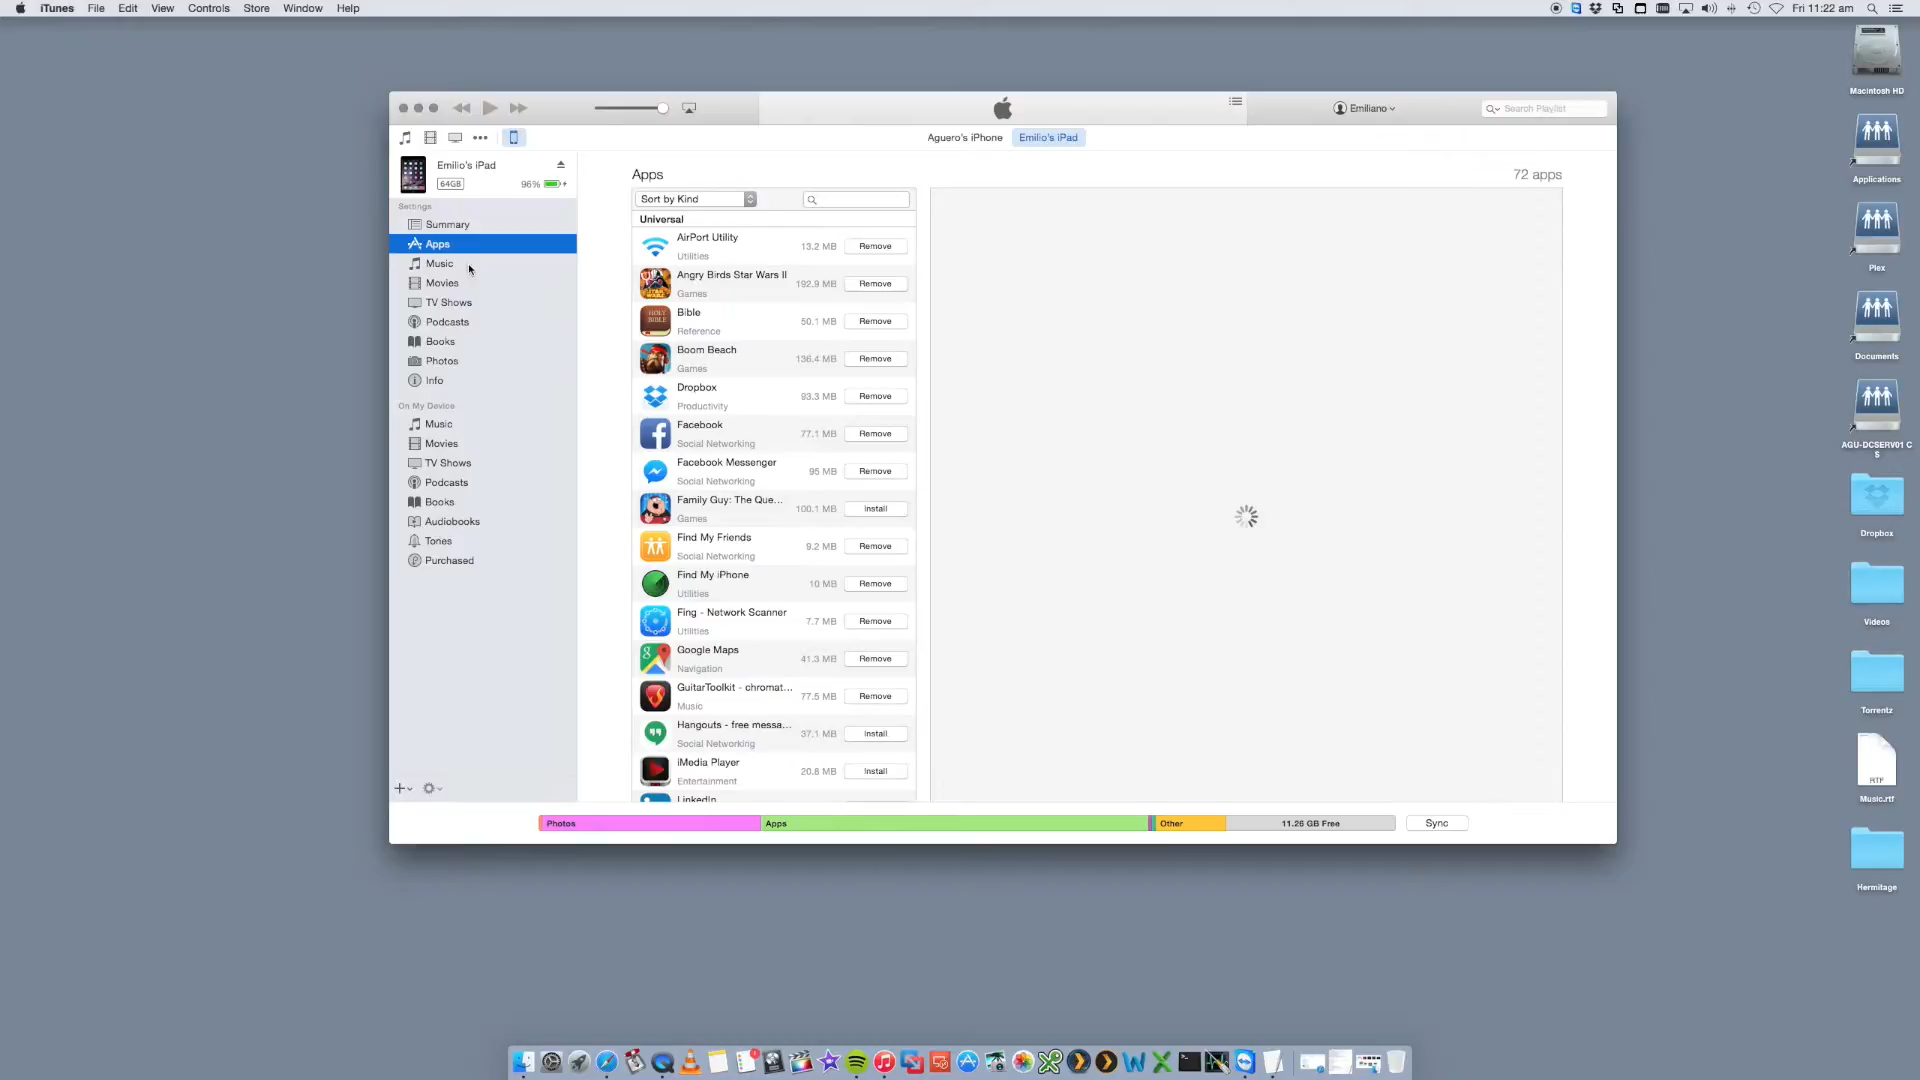 iTunes File Edit View Controls Store Window Help
Fri 11:22 am
Emiliano
Search Playlist
Aguero's iPhone Emilio's iPad
Emilio's iPad
64GB 96%
Settings
Summary
Apps
Music
Movies
TV Shows
Podcasts
Books
Photos
Info
On My Device
Music
Movies
TV Shows
Podcasts
Books
Audiobooks
Tones
Purchased
Apps 72 apps
Sort by Kind
Universal
AirPort Utility
Utilities
13.2 MB Remove
Angry Birds Star Wars II
Games
192.9 MB Remove
HOLY BIBLE
Bible
Reference
50.1 MB Remove
Boom Beach
Games
136.4 MB Remove
Dropbox
Productivity
93.3 MB Remove
Facebook
Social Networking
77.1 MB Remove
Facebook Messenger
Social Networking
95 MB Remove
Family Guy: The Que...
Games
100.1 MB Install
Find My Friends
Social Networking
9.2 MB Remove
Find My iPhone
Utilities
10 MB Remove
Fing - Network Scanner
Utilities
7.7 MB Remove
Google Maps
Navigation
41.3 MB Remove
GuitarToolkit - chromat...
Music
77.5 MB Remove
Hangouts - free messa...
Social Networking
37.1 MB Install
iMedia Player
Entertainment
20.8 MB Install
LinkedIn
Photos Apps Other 11.26 GB Free Sync
Macintosh HD
Applications
Plex
Documents
AGU-DCSERV01 C
S
Dropbox
Videos
Torrentz
RTF
Music.rtf
Hermitage